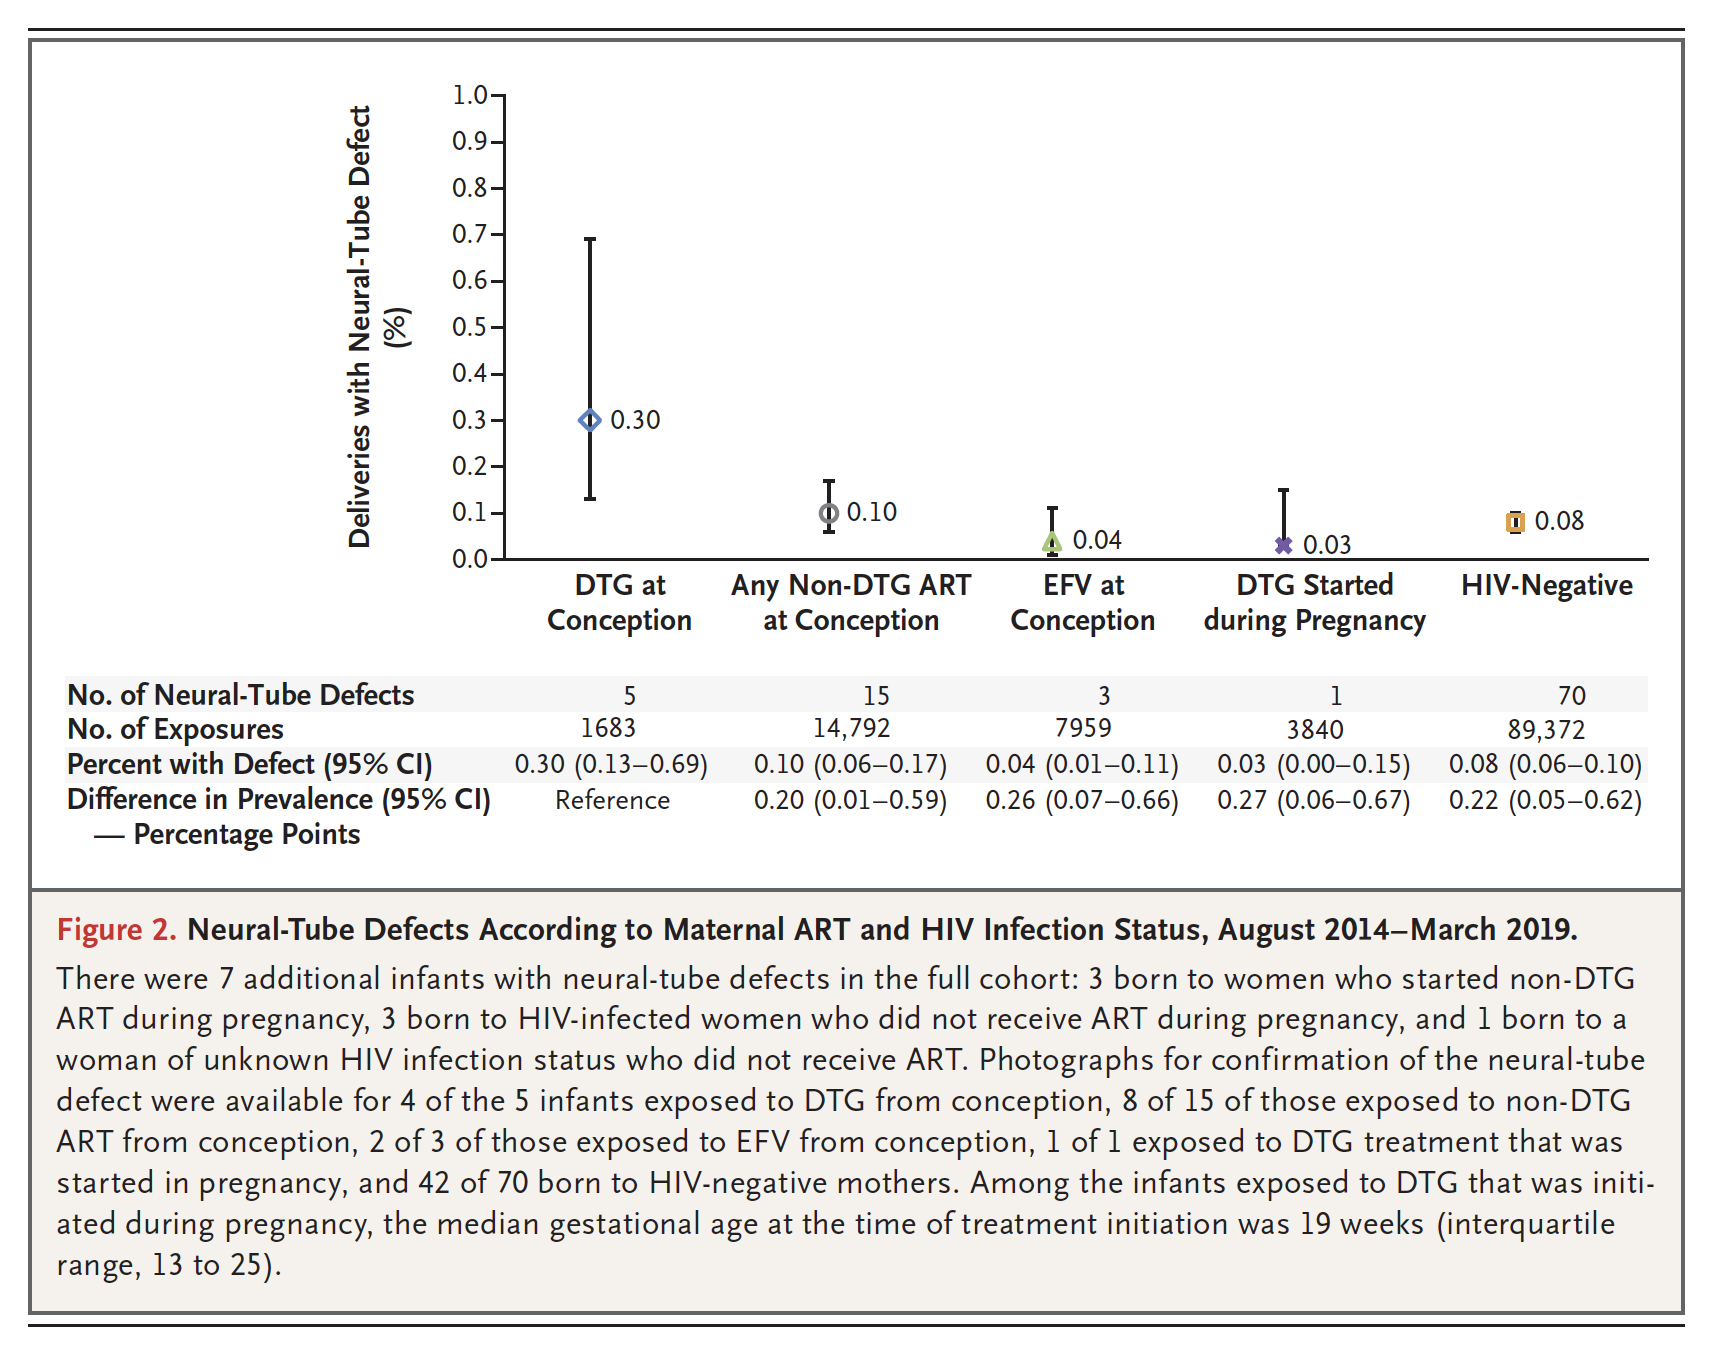 Deliveries with Neural-Tube Defect
(%)
1.0
0.9
0.8
0.7
0.6
0.5
0.4
0.3
0.2
0.1
0.0
0.30
0.10
0.04
0.03
0.08
DTG at
Conception
Any Non-DTG ART
at Conception
EFV at
Conception
DTG Started
during Pregnancy
HIV-Negative
No. of Neural-Tube Defects 5 15 3 1 70
No. of Exposures 1683 14,792 7959 3840 89,372
Percent with Defect (95% CI) 0.30 (0.13–0.69) 0.10 (0.06–0.17) 0.04 (0.01–0.11) 0.03 (0.00–0.15) 0.08 (0.06–0.10)
Difference in Prevalence (95% CI) Reference 0.20 (0.01–0.59) 0.26 (0.07–0.66) 0.27 (0.06–0.67) 0.22 (0.05–0.62)
— Percentage Points
Figure 2. Neural-Tube Defects According to Maternal ART and HIV Infection Status, August 2014–March 2019.
There were 7 additional infants with neural-tube defects in the full cohort: 3 born to women who started non-DTG
ART during pregnancy, 3 born to HIV-infected women who did not receive ART during pregnancy, and 1 born to a
woman of unknown HIV infection status who did not receive ART. Photographs for confirmation of the neural-tube
defect were available for 4 of the 5 infants exposed to DTG from conception, 8 of 15 of those exposed to non-DTG
ART from conception, 2 of 3 of those exposed to EFV from conception, 1 of 1 exposed to DTG treatment that was
started in pregnancy, and 42 of 70 born to HIV-negative mothers. Among the infants exposed to DTG that was initi-
ated during pregnancy, the median gestational age at the time of treatment initiation was 19 weeks (interquartile
range, 13 to 25).